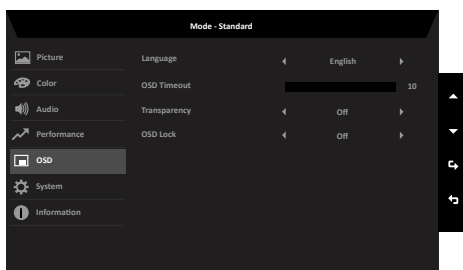 Mode - Standard
Picture
Language
English
Color
OSD Timeout
10
Audio
Transparency
Off
Performance
OSD Lock
Off
OSD
System
Information